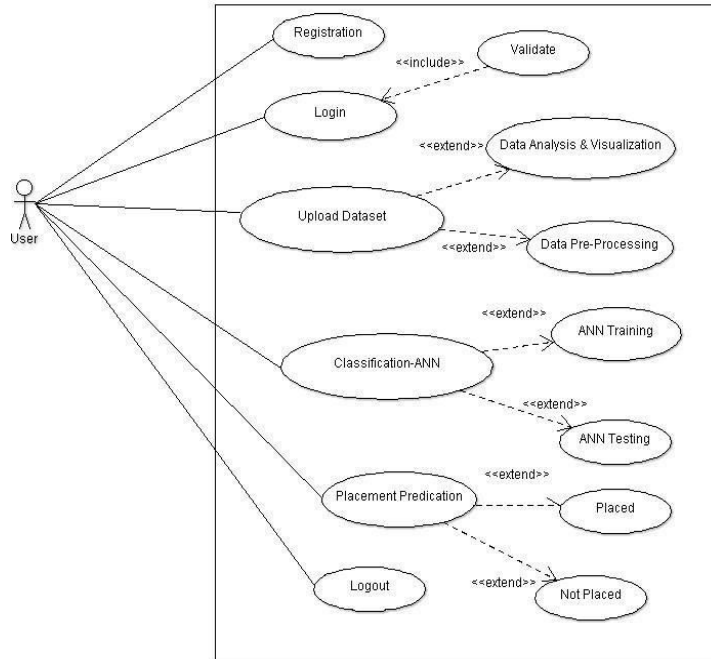 Registration
<<include>>
Validate
Login
<<extend>>
Data Analysis & Visualization
User
Upload Dataset
<<extend>>
Data Pre-Processing
<<extend>>
ANN Training
Classification-ANN
<<extend>>
ANN Testing
Placement Predication
<<extend>>
Placed
Logout
<<extend>>
Not Placed